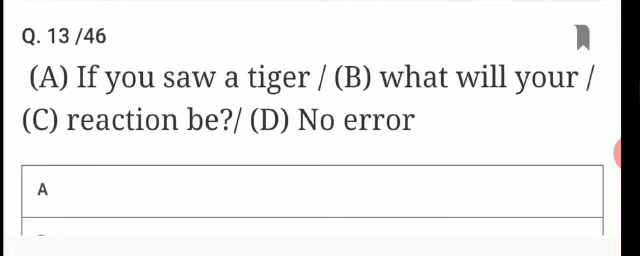 Q. 13 /46
(A) If you saw a tiger / (B) what will your /
(C) reaction be?/ (D) No error
A